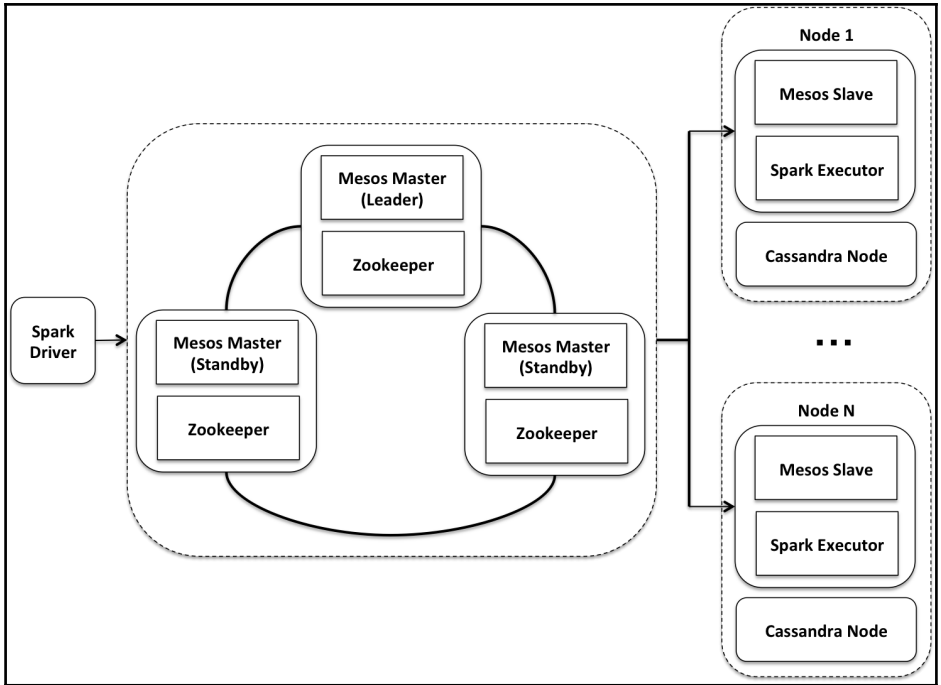 Spark
Driver
Mesos Master
(Leader)
Zookeeper
Mesos Master
(Standby)
Zookeeper
Mesos Master
(Standby)
Zookeeper
Node 1
Mesos Slave
Spark Executor
Cassandra Node
...
Node N
Mesos Slave
Spark Executor
Cassandra Node